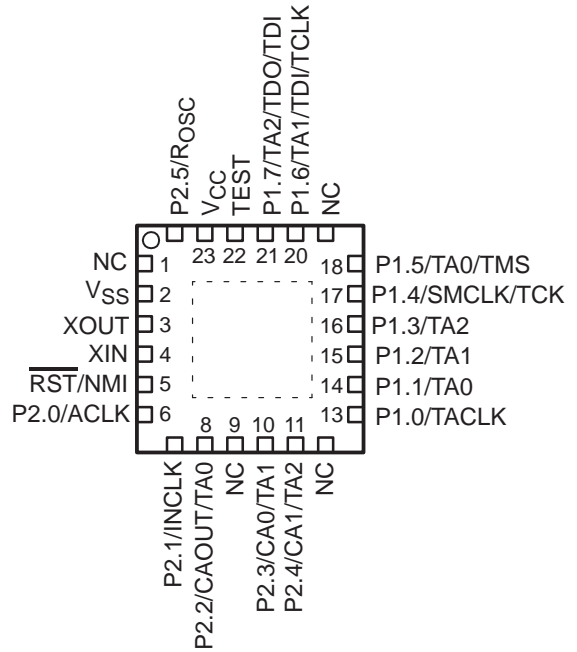 P2.5/ROSC
VCC
TEST
P1.7/TA2/TDO/TDI
P1.6/TA1/TDI/TCLK
NC
23 22 21 20
NC 1
VSS 2
XOUT 3
XIN 4
RST/NMI 5
P2.0/ACLK 6
18 P1.5/TA0/TMS
17 P1.4/SMCLK/TCK
16 P1.3/TA2
15 P1.2/TA1
14 P1.1/TA0
13 P1.0/TACLK
8 9 10 11
P2.1/INCLK
P2.2/CAOUT/TA0
NC
P2.3/CA0/TA1
P2.4/CA1/TA2
NC